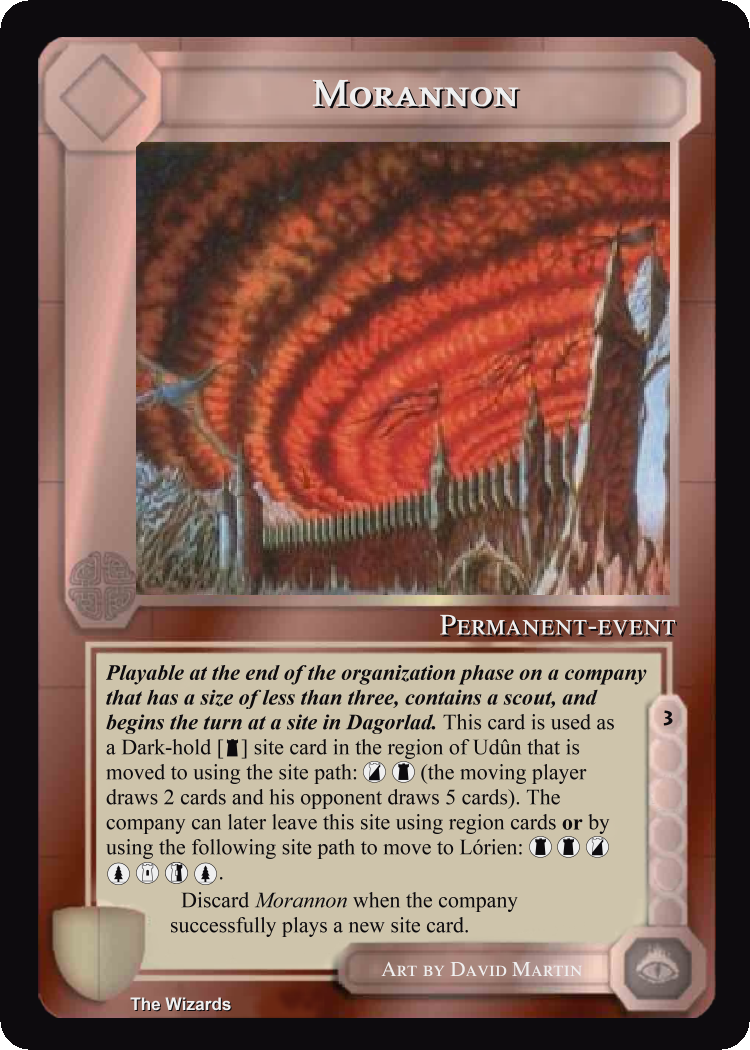 MORANNON
PERMANENT-EVENT
Playable at the end of the organization phase on a company
that has a size of less than three, contains a scout, and
begins the turn at a site in Dagorlad. This card is used as
a Dark-hold [ ] site card in the region of Udûn that is
moved to using the site path: (the moving player
draws 2 cards and his opponent draws 5 cards). The
company can later leave this site using region cards or by
using the following site path to move to Lórien:
.
Discard Morannon when the company
successfully plays a new site card.
3
ART BY DAVID MARTIN
The Wizards